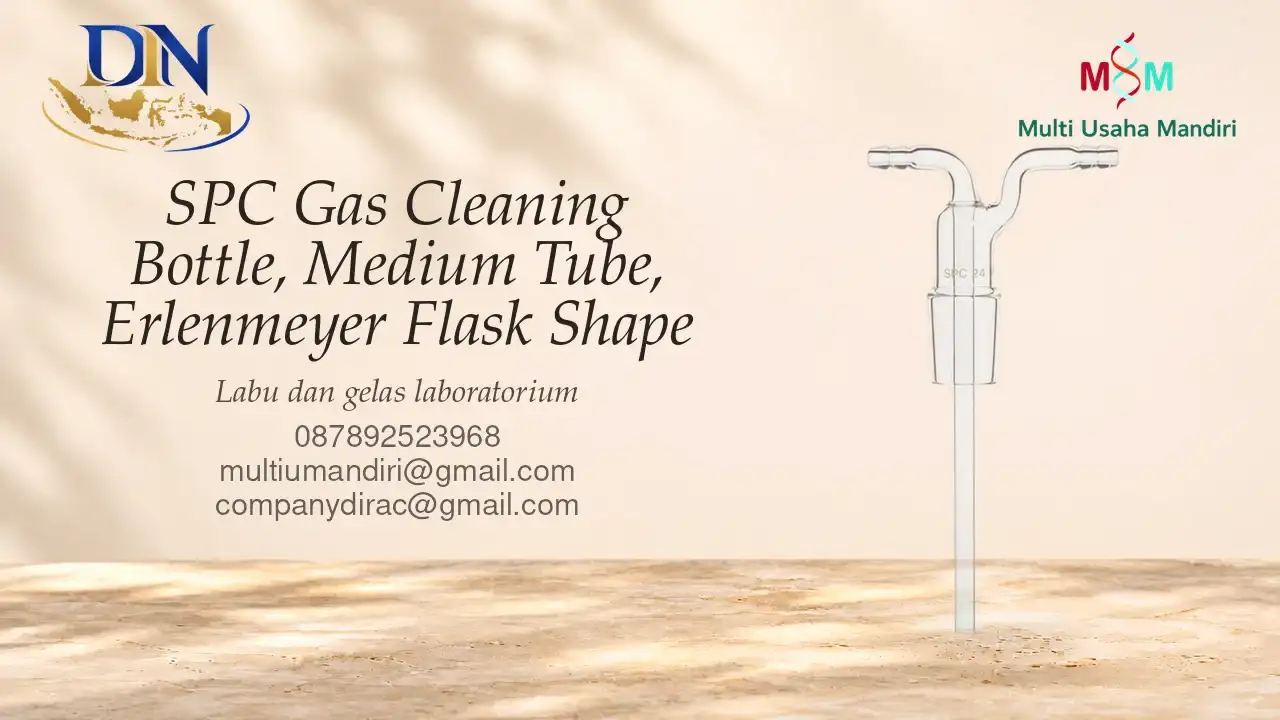 DIN
MSM
Multi Usaha Mandiri
SPC Gas Cleaning
Bottle, Medium Tube,
Erlenmeyer Flask Shape
Labu dan gelas laboratorium
087892523968
multiumandiri@gmail.com
companydirac@gmail.com
SPC 24